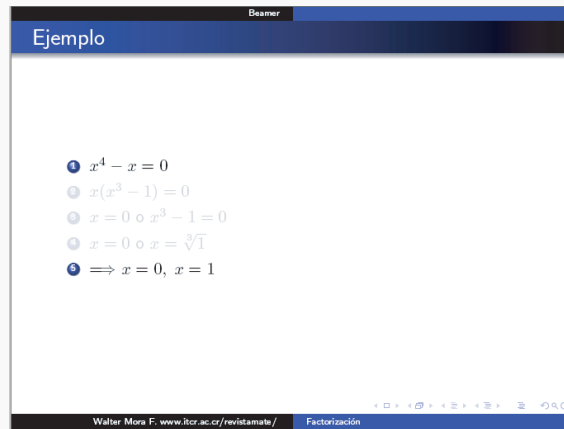 Beamer
Ejemplo
1 x⁴ − x = 0
2 x(x³ − 1) = 0
3 x = 0 o x³ − 1 = 0
4 x = 0 o x = ∛1
5 ⟹ x = 0, x = 1
Walter Mora F. www.itcr.ac.cr/revistamate/ Factorización